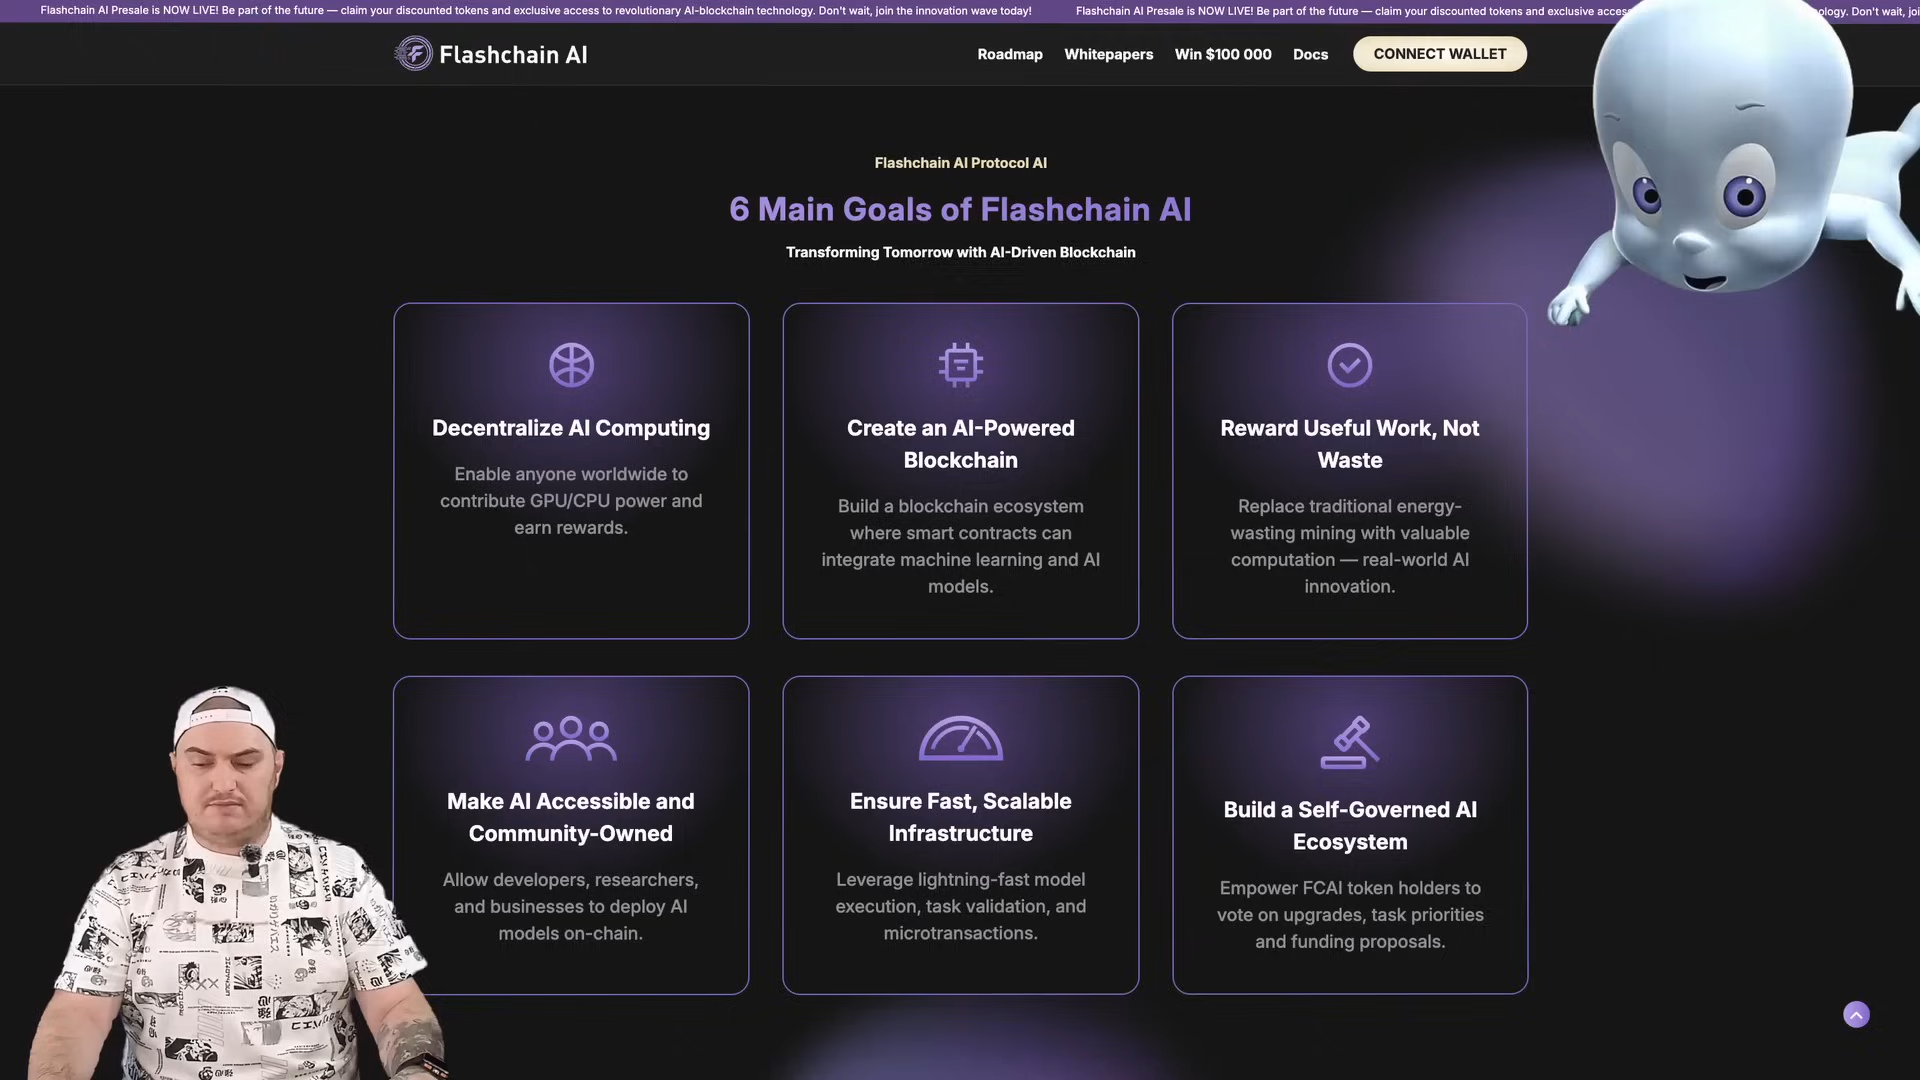 Flashchain AI Presale is NOW LIVE! Be part of the future — claim your discounted tokens and exclusive access to revolutionary AI-blockchain technology. Don't wait, join the innovation wave today!
Flashchain AI Presale is NOW LIVE! Be part of the future — claim your discounted tokens and exclusive
Don't wait,
Flashchain AI
Roadmap
Whitepapers
Win $100 000
Docs
CONNECT WALLET
Flashchain AI Protocol AI
6 Main Goals of Flashchain AI
Transforming Tomorrow with AI-Driven Blockchain
Decentralize AI Computing
Enable anyone worldwide to
contribute GPU/CPU power and
earn rewards.
Create an AI-Powered
Blockchain
Build a blockchain ecosystem
where smart contracts can
integrate machine learning and AI
models.
Reward Useful Work, Not
Waste
Replace traditional energy-
wasting mining with valuable
computation — real-world AI
innovation.
Make AI Accessible and
Community-Owned
Allow developers, researchers,
and businesses to deploy AI
models on-chain.
Ensure Fast, Scalable
Infrastructure
Leverage lightning-fast model
execution, task validation, and
microtransactions.
Build a Self-Governed AI
Ecosystem
Empower FCAI token holders to
vote on upgrades, task priorities
and funding proposals.